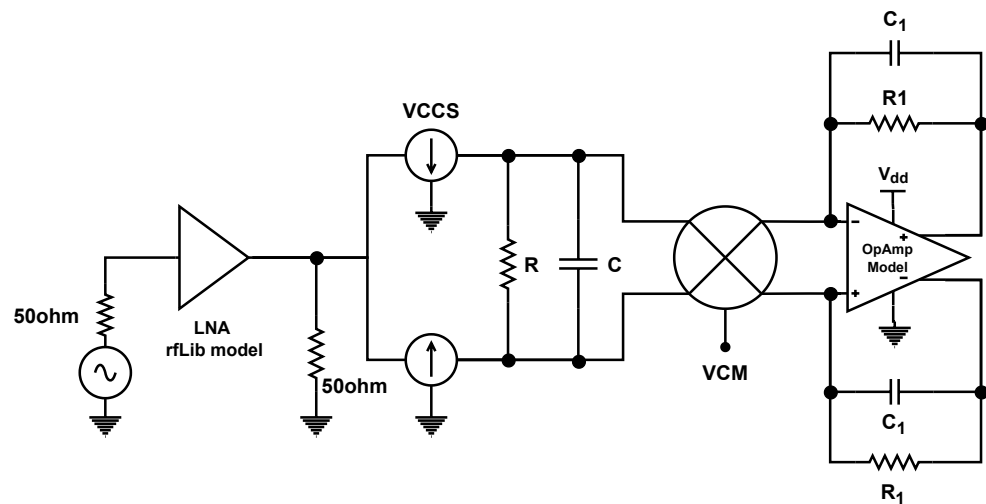 C1
R1
VCCS
Vdd
R
C
+
−
OpAmp
Model
−
+
50ohm
LNA
rfLib model
50ohm
VCM
C1
R1